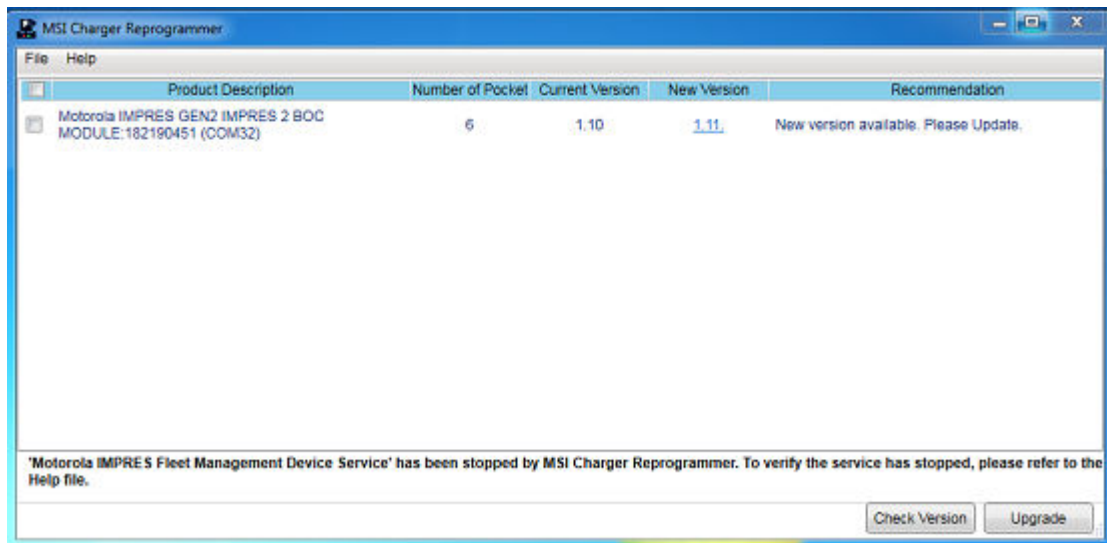 MSI Charger Reprogrammer
File Help
Product Description Number of Pocket Current Version New Version Recommendation
Motorola IMPRES GEN2 IMPRES 2 BOC
MODULE:182190451 (COM32) 6 1.10 1.11. New version available. Please Update.
'Motorola IMPRES Fleet Management Device Service' has been stopped by MSI Charger Reprogrammer. To verify the service has stopped, please refer to the
Help file.
Check Version Upgrade